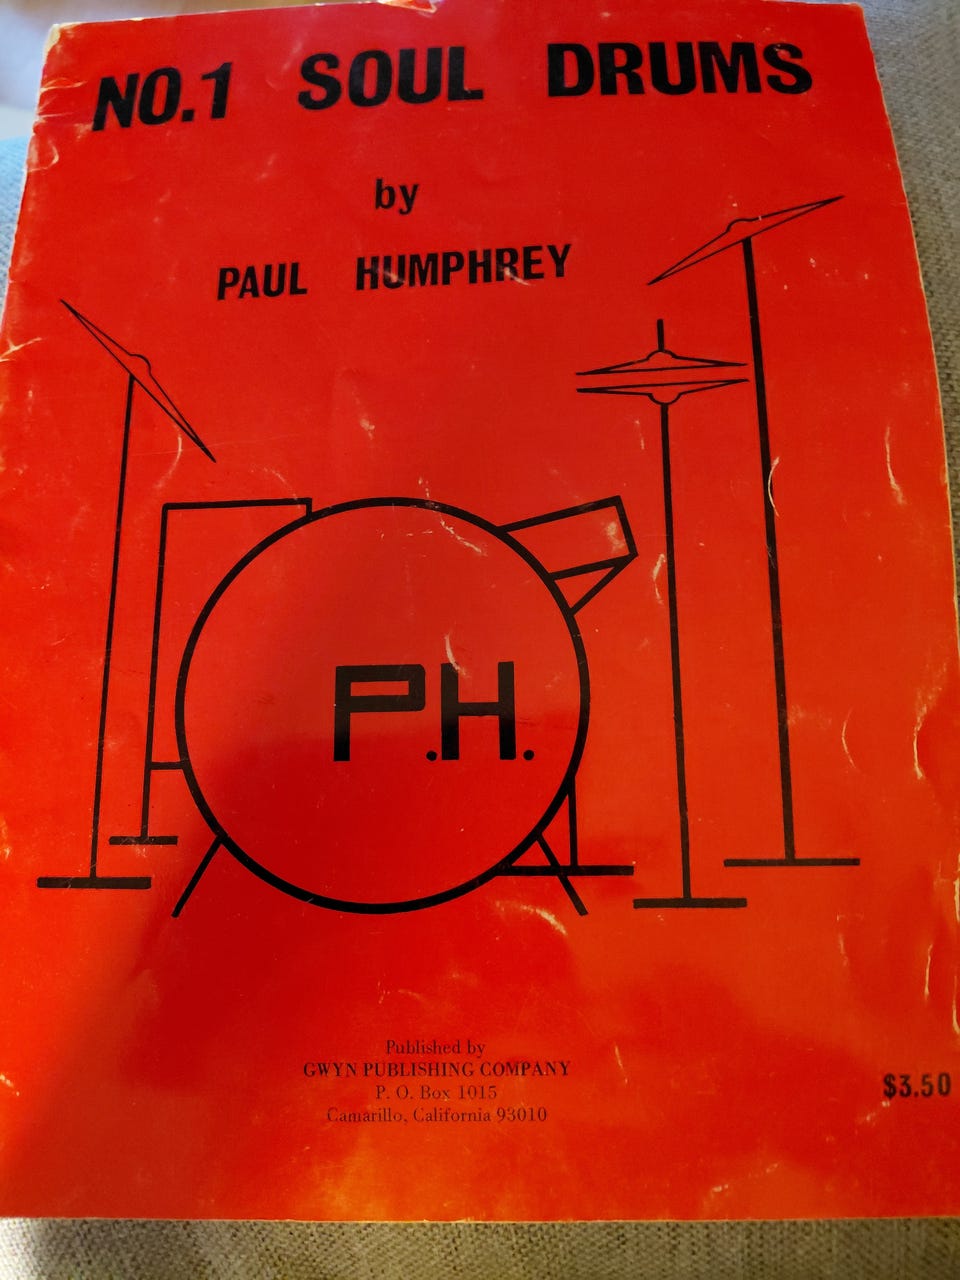 NO.1 SOUL DRUMS
by
PAUL HUMPHREY
P.H.
Published by
GWYN PUBLISHING COMPANY
P. O. Box 1015
Camarillo, California 93010
$3.50